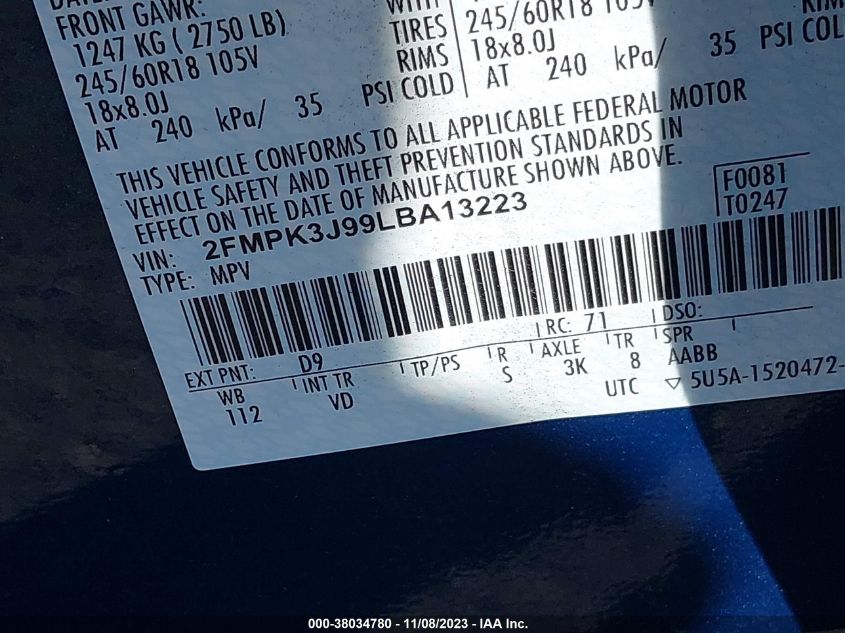 FRONT GAWR:
1247 KG ( 2750 LB)
245/60R18 105V
18x8.0J
AT 240 kPa/ 35 PSI COLD
WITH
TIRES 245/60R18 105V
RIMS 18x8.0J
AT 240 kPa/ 35 PSI COL
THIS VEHICLE CONFORMS TO ALL APPLICABLE FEDERAL MOTOR
VEHICLE SAFETY AND THEFT PREVENTION STANDARDS IN
EFFECT ON THE DATE OF MANUFACTURE SHOWN ABOVE.
F0081
T0247
VIN: 2FMPK3J99LBA13223
TYPE: MPV
EXT PNT: D9 RC: 71 DSO:
WB INT TR TP/PS R AXLE TR SPR
112 VD S 3K 8 AABB
UTC ▽ 5U5A-1520472-
000-38034780 - 11/08/2023 - IAA Inc.